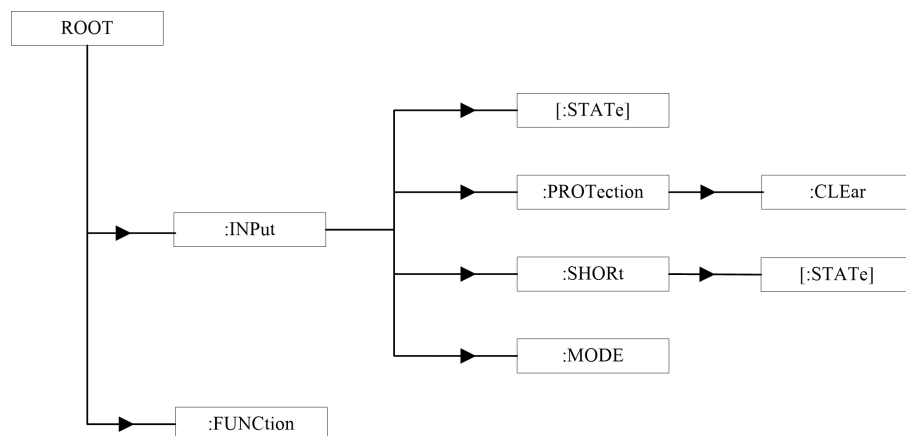 ROOT
[:STATe]
:PROTection
:CLEar
:INPut
:SHORt
[:STATe]
:MODE
:FUNCtion